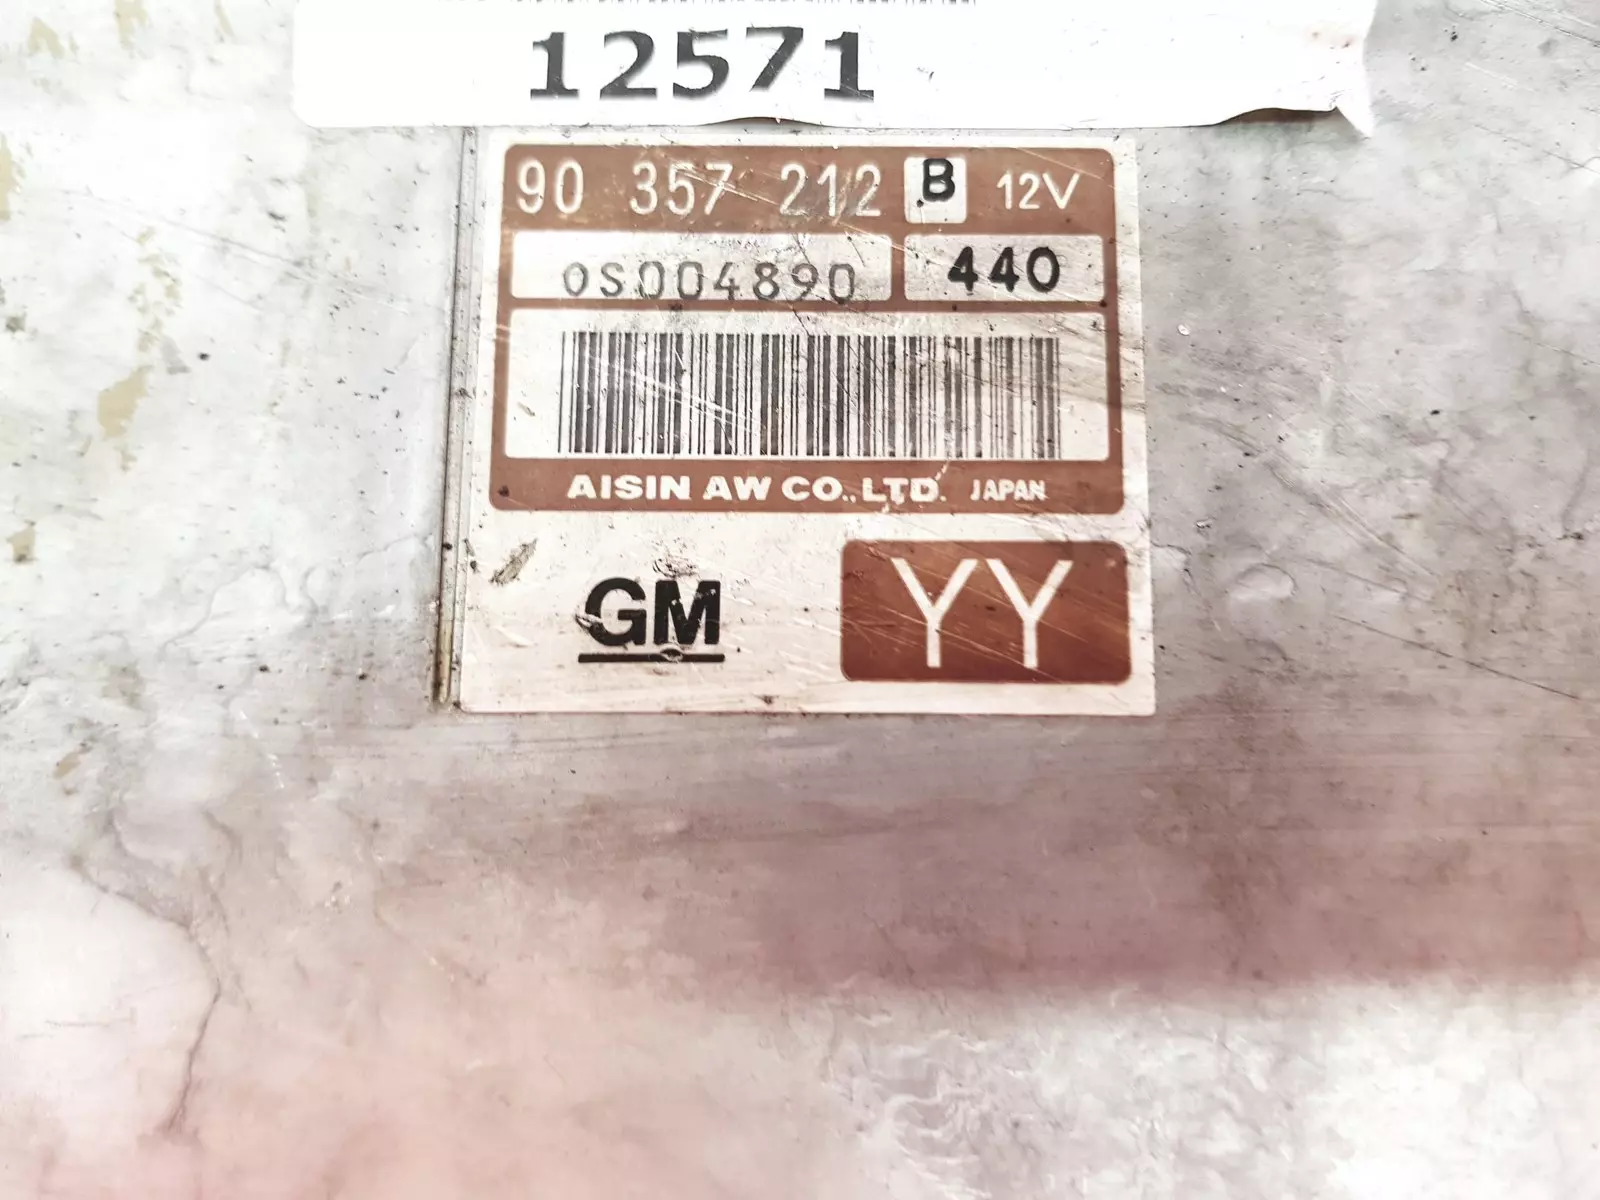 12571
90 357 212 B 12V
0S004890 440
AISIN AW CO.,LTD. JAPAN
GM YY